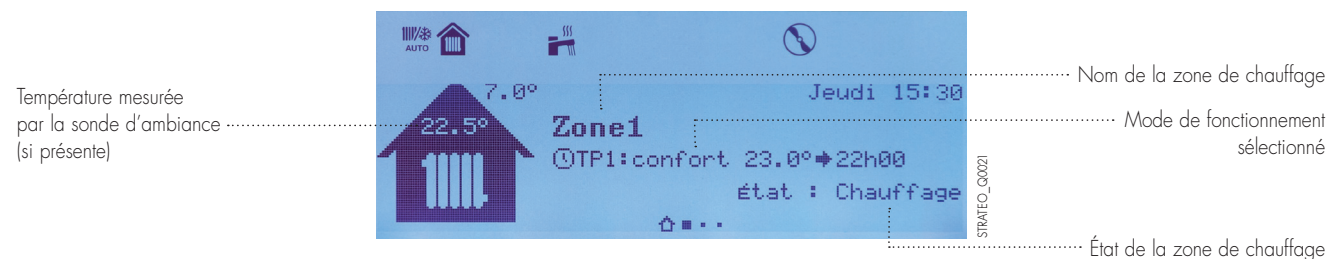 AUTO
7.0°
Jeudi 15:30
22.5°
Zone1
TP1:confort 23.0°➔22h00
État : Chauffage
Température mesurée
par la sonde d'ambiance
(si présente)
Nom de la zone de chauffage
Mode de fonctionnement
sélectionné
État de la zone de chauffage
STRATEO_Q0021